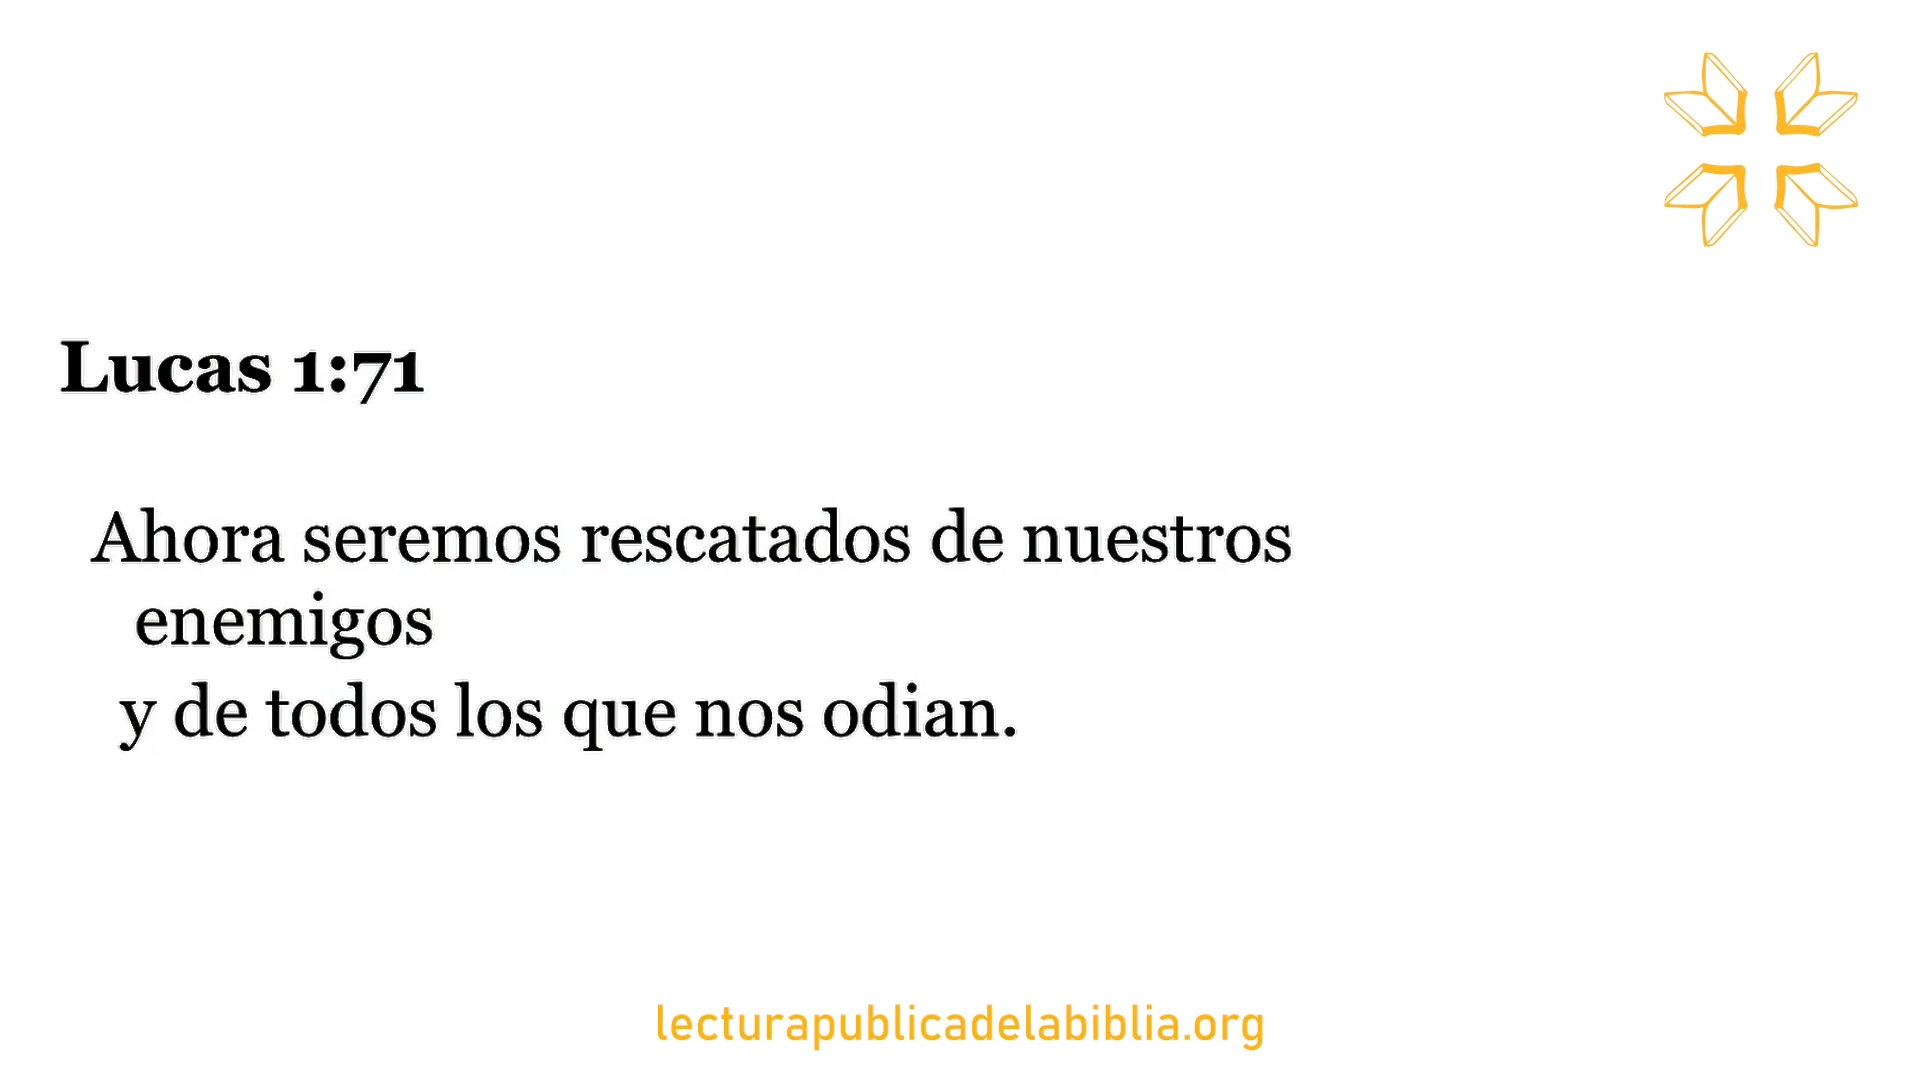 Lucas 1:71
Ahora seremos rescatados de nuestros
enemigos
y de todos los que nos odian.
lecturapublicadelabiblia.org